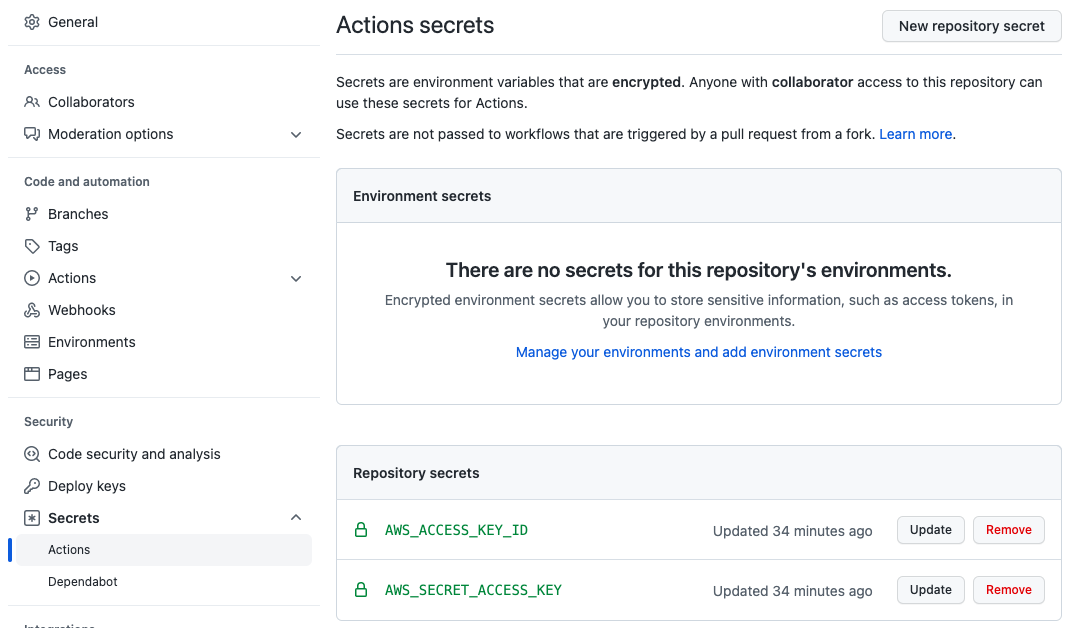 General
Access
Collaborators
Moderation options
Code and automation
Branches
Tags
Actions
Webhooks
Environments
Pages
Security
Code security and analysis
Deploy keys
Secrets
Actions
Dependabot
Integrations
Actions secrets
New repository secret
Secrets are environment variables that are encrypted. Anyone with collaborator access to this repository can
use these secrets for Actions.
Secrets are not passed to workflows that are triggered by a pull request from a fork. Learn more.
Environment secrets
There are no secrets for this repository's environments.
Encrypted environment secrets allow you to store sensitive information, such as access tokens, in
your repository environments.
Manage your environments and add environment secrets
Repository secrets
AWS_ACCESS_KEY_ID Updated 34 minutes ago Update Remove
AWS_SECRET_ACCESS_KEY Updated 34 minutes ago Update Remove